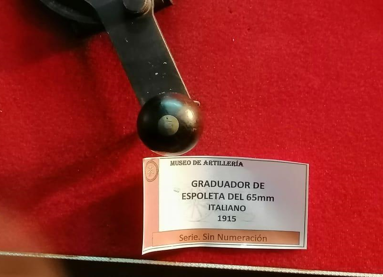 MUSEO DE ARTILLERÍA
GRADUADOR DE
ESPOLETA DEL 65mm
ITALIANO
1915
Serie. Sin Numeración